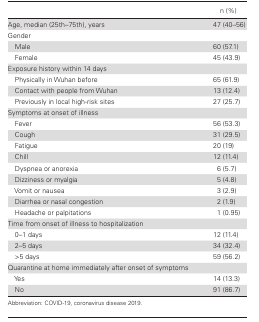 n (%)
Age, median (25th–75th), years 47 (40–56)
Gender
Male 60 (57.1)
Female 45 (43.9)
Exposure history within 14 days
Physically in Wuhan before 65 (61.9)
Contact with people from Wuhan 13 (12.4)
Previously in local high-risk sites 27 (25.7)
Symptoms at onset of illness
Fever 56 (53.3)
Cough 31 (29.5)
Fatigue 20 (19)
Chill 12 (11.4)
Dyspnea or anorexia 6 (5.7)
Dizziness or myalgia 5 (4.8)
Vomit or nausea 3 (2.9)
Diarrhea or nasal congestion 2 (1.9)
Headache or palpitations 1 (0.95)
Time from onset of illness to hospitalization
0–1 days 12 (11.4)
2–5 days 34 (32.4)
>5 days 59 (56.2)
Quarantine at home immediately after onset of symptoms
Yes 14 (13.3)
No 91 (86.7)
Abbreviation: COVID-19, coronavirus disease 2019.